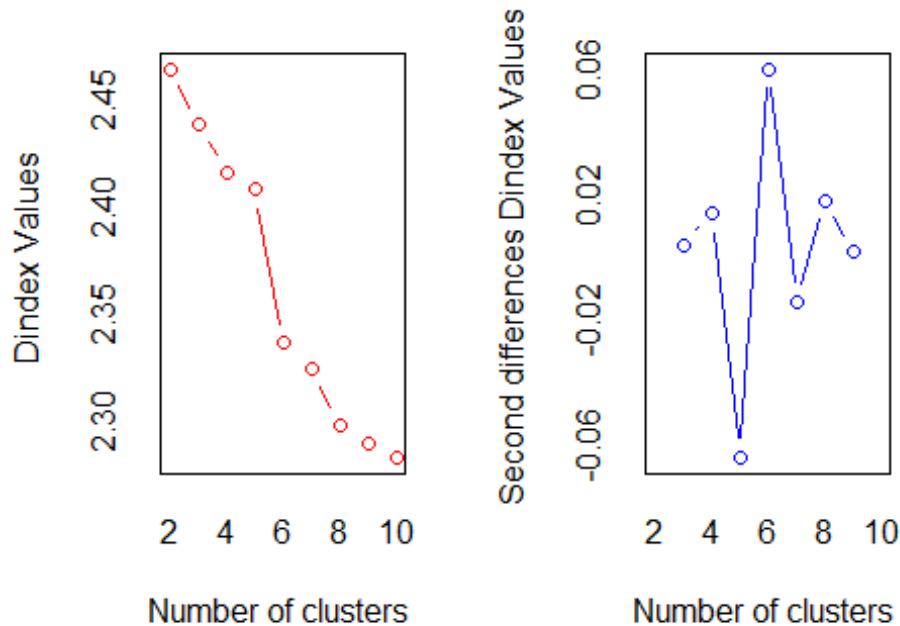 Dindex Values
2.45
2.40
2.35
2.30
2 4 6 8 10
Number of clusters
Second differences Dindex Values
0.06
0.02
-0.02
-0.06
2 4 6 8 10
Number of clusters